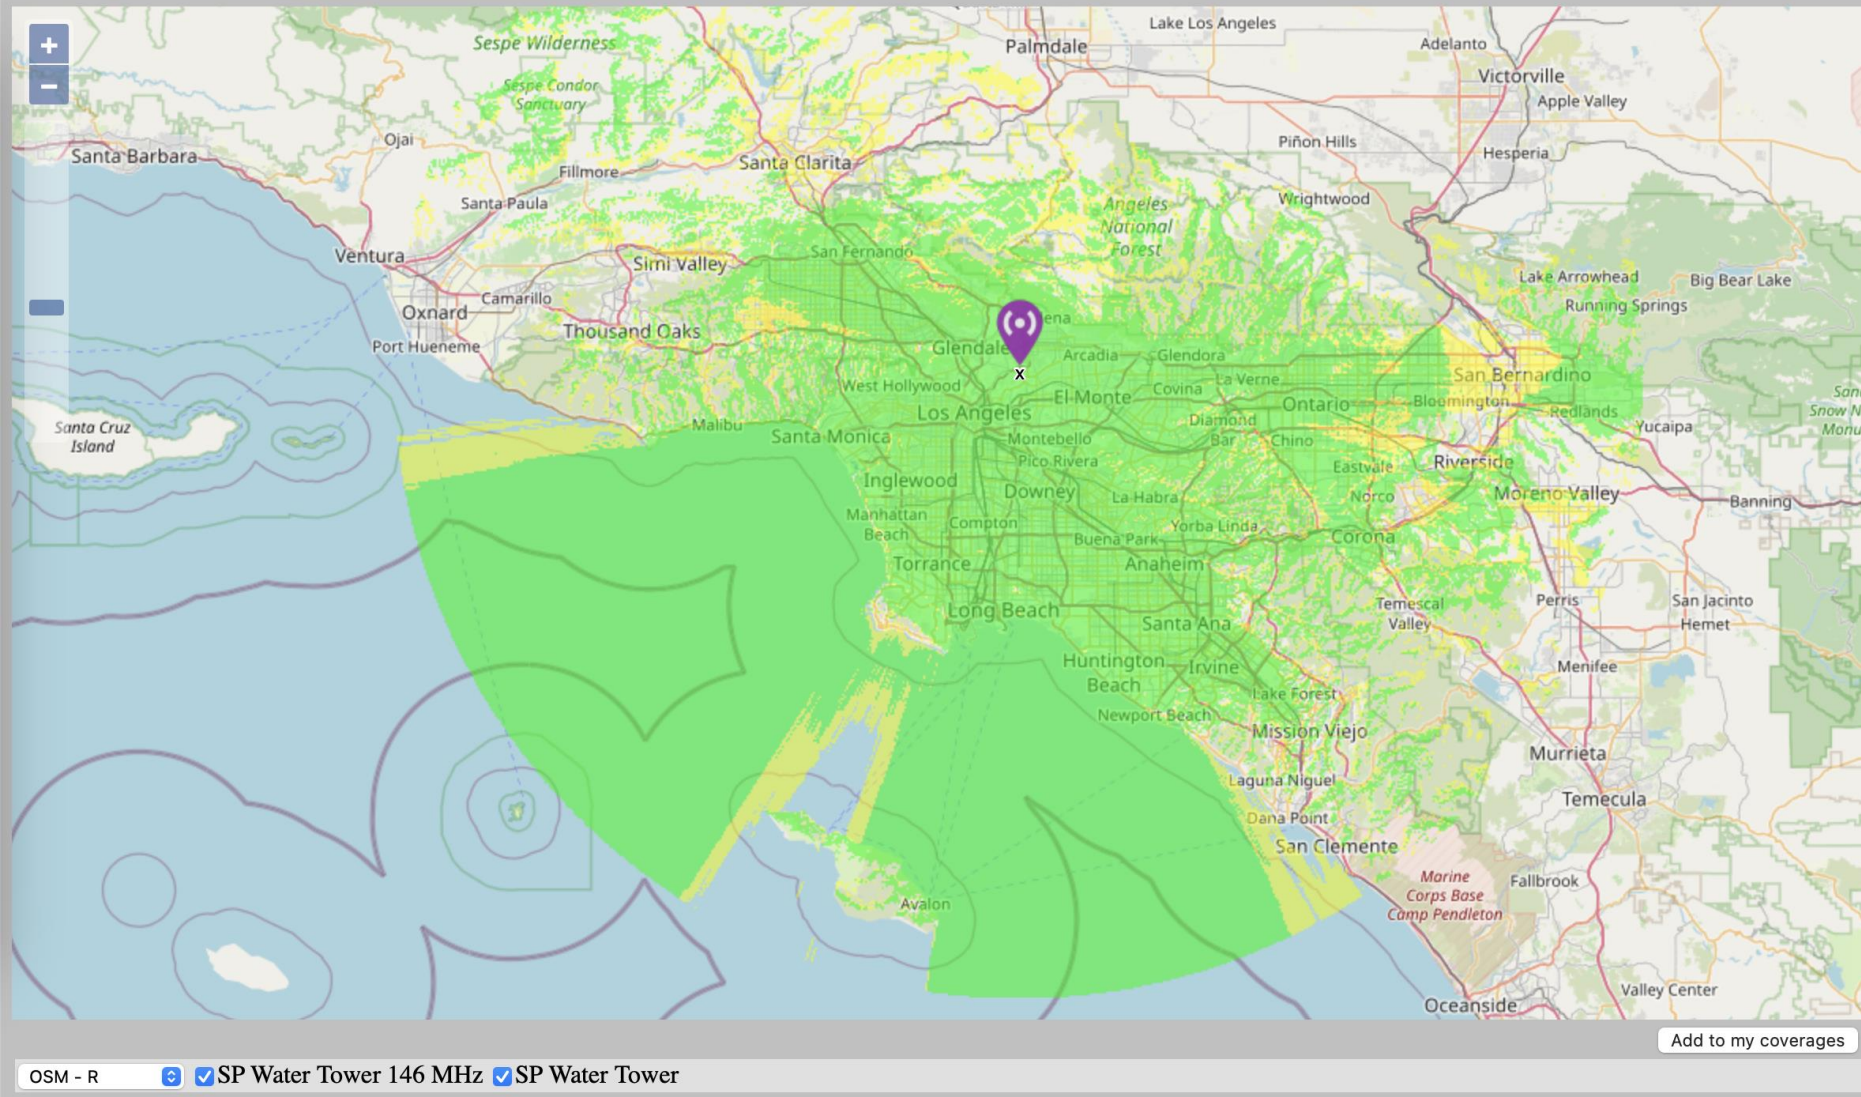 +
Lake Los Angeles
Sespe Wilderness
Palmdale
Adelanto
Victorville
Sespe Condor
Sanctuary
−
Apple Valley
Ojai
Piñon Hills
Santa Barbara
Santa Clarita
Hesperia
Fillmore
Santa Paula
Angeles
National
Forest
Wrightwood
Ventura
San Fernando
Simi Valley
Lake Arrowhead
Big Bear Lake
Camarillo
Running Springs
Oxnard
Thousand Oaks
ena
Port Hueneme
Glendale
Arcadia
Glendora
x
West Hollywood
Covina
La Verne
San Bernardino
El Monte
Ontario
Bloomington
Los Angeles
Redlands
Santa Cruz
Island
Malibu
Santa Monica
Montebello
Diamond
Bar
Chino
Yucaipa
San
Snow N
Monu
Pico Rivera
Eastvale
Riverside
Inglewood
Downey
La Habra
Norco
Moreno Valley
Banning
Manhattan
Beach
Compton
Yorba Linda
Buena Park
Corona
Torrance
Anaheim
Long Beach
Temescal
Valley
Perris
San Jacinto
Hemet
Santa Ana
Huntington
Beach
Irvine
Menifee
Lake Forest
Newport Beach
Mission Viejo
Murrieta
Laguna Niguel
Temecula
Dana Point
San Clemente
Marine
Corps Base
Camp Pendleton
Fallbrook
Avalon
Valley Center
Oceanside
Add to my coverages
OSM - R
SP Water Tower 146 MHz
SP Water Tower